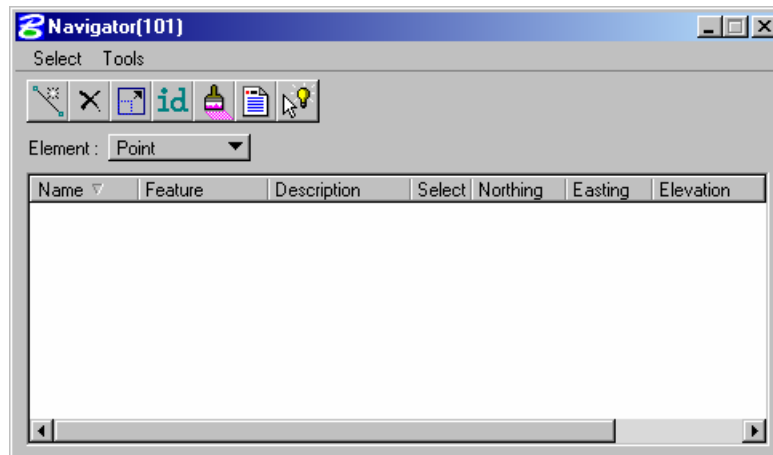 Navigator(101)
Select Tools
id
Element : Point
Name Feature Description Select Northing Easting Elevation